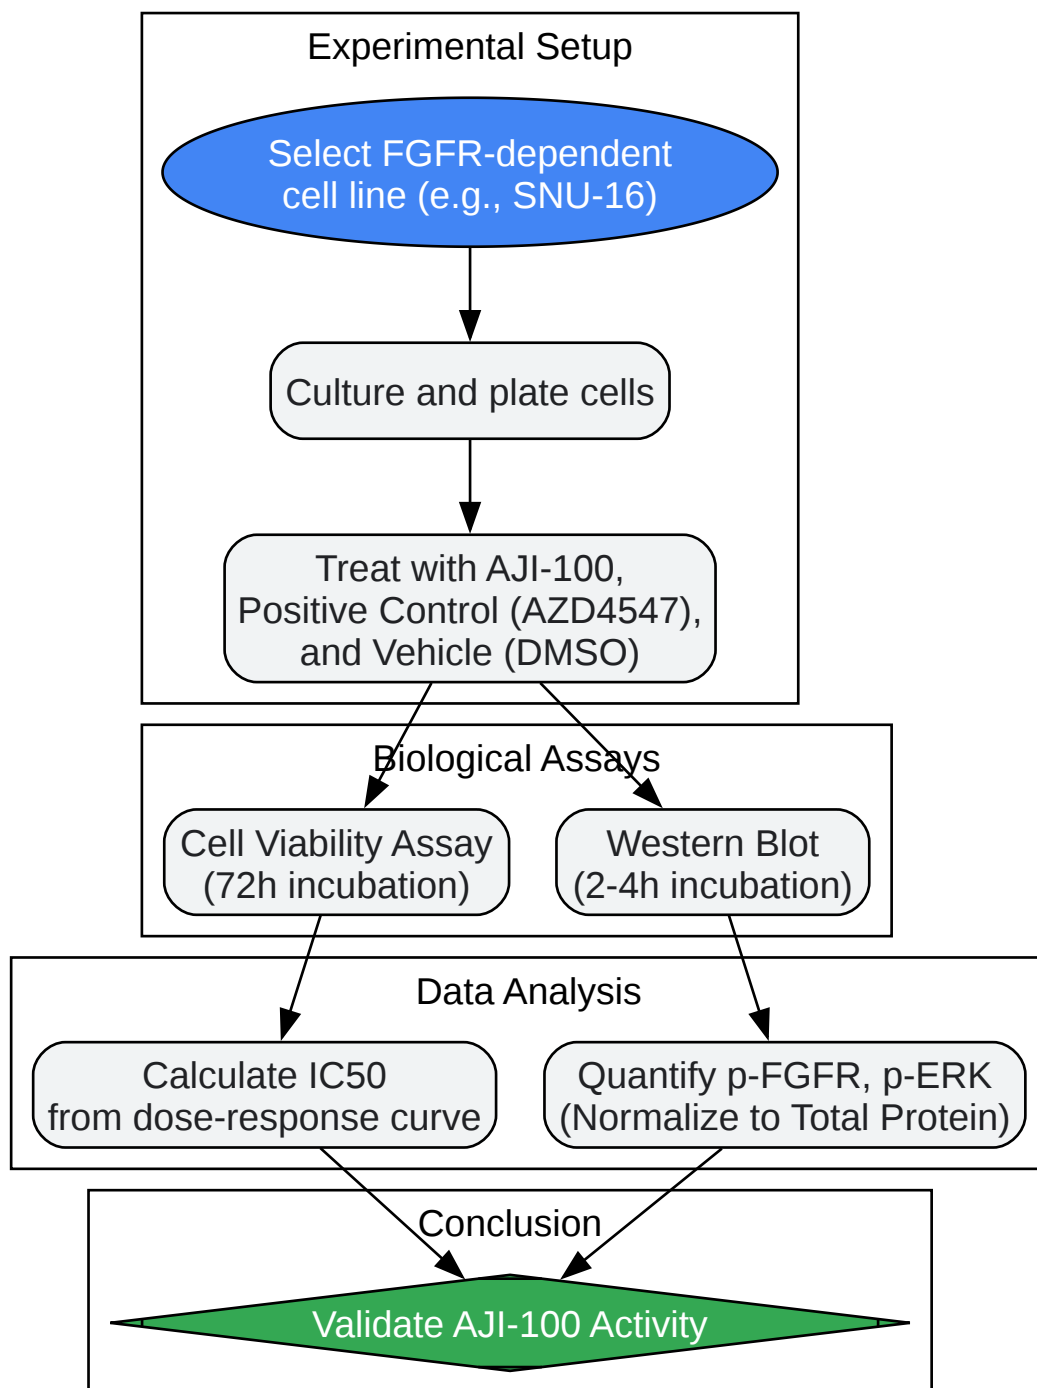 Experimental Setup
Select FGFR-dependent
cell line (e.g., SNU-16)
Culture and plate cells
Treat with AJI-100,
Positive Control (AZD4547),
and Vehicle (DMSO)
Biological Assays
Cell Viability Assay
(72h incubation)
Western Blot
(2-4h incubation)
Data Analysis
Calculate IC50
from dose-response curve
Quantify p-FGFR, p-ERK
(Normalize to Total Protein)
Conclusion
Validate AJI-100 Activity